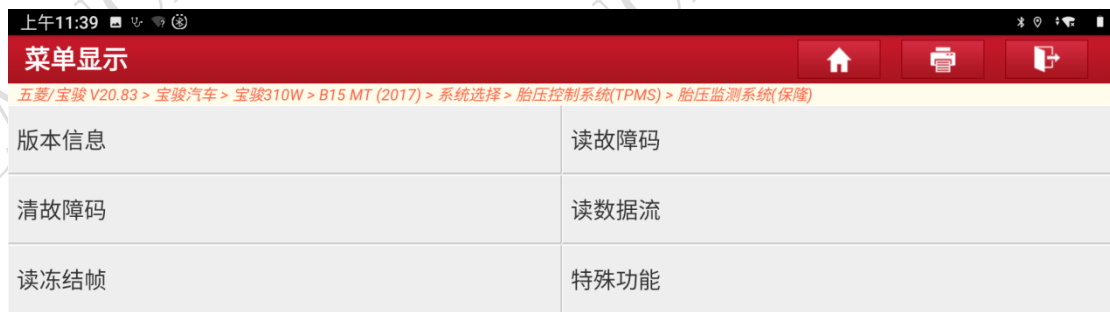 上午11:39
菜单显示
五菱/宝骏 V20.83 > 宝骏汽车 > 宝骏310W > B15 MT (2017) > 系统选择 > 胎压控制系统(TPMS) > 胎压监测系统(保隆)
版本信息
读故障码
清故障码
读数据流
读冻结帧
特殊功能